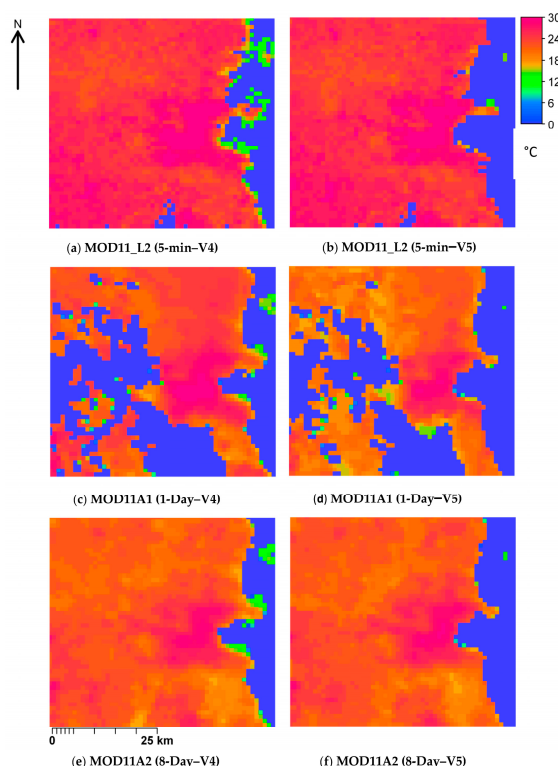 N
30
24
18
12
6
0
°C
(a) MOD11_L2 (5-min–V4)
(b) MOD11_L2 (5-min–V5)
(c) MOD11A1 (1-Day–V4)
(d) MOD11A1 (1-Day–V5)
0 25 km
(e) MOD11A2 (8-Day–V4)
(f) MOD11A2 (8-Day–V5)